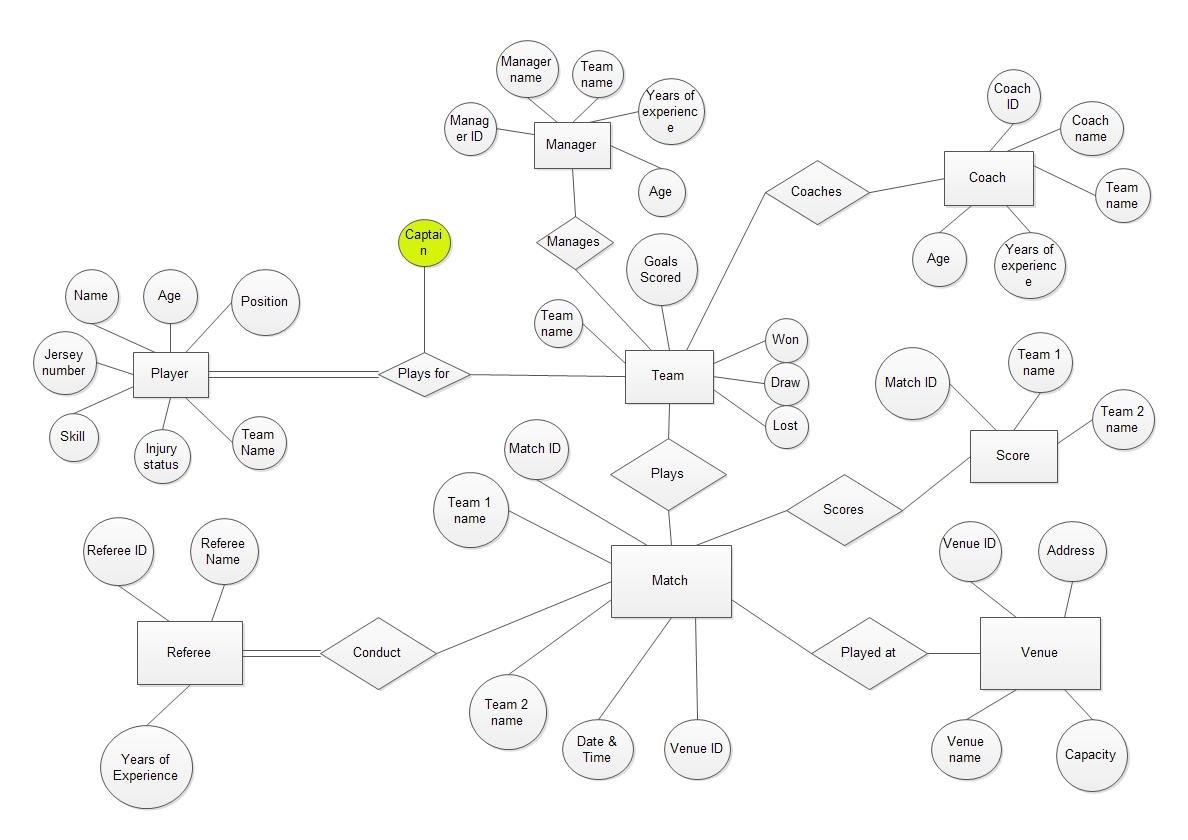 Manager
name
Team
name
Years of
experienc
e
Manag
er ID
Manager
Age
Coach
ID
Coach
name
Coach
Team
name
Age
Years of
experienc
e
Coaches
Manages
Captai
n
Goals
Scored
Name
Age
Position
Jersey
number
Player
Skill
Injury
status
Team
Name
Plays for
Team
name
Team
Won
Draw
Lost
Match ID
Team 1
name
Team 2
name
Score
Plays
Scores
Match ID
Team 1
name
Match
Team 2
name
Date &
Time
Venue ID
Referee ID
Referee
Name
Referee
Years of
Experience
Conduct
Played at
Venue ID
Address
Venue
Venue
name
Capacity